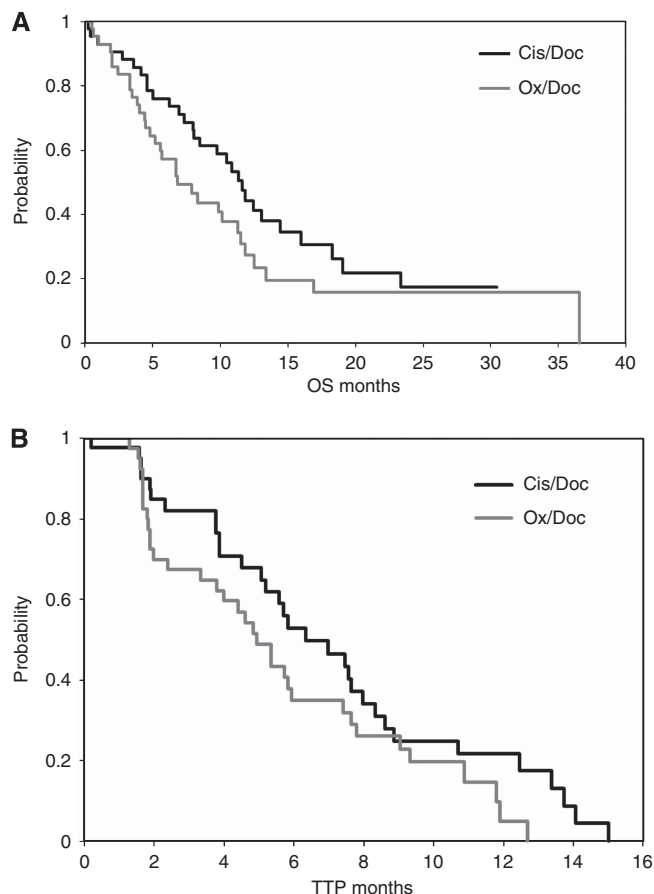 A
1
0.8
0.6
0.4
0.2
0
Probability
Cis/Doc
Ox/Doc
0 5 10 15 20 25 30 35 40
OS months
B
1
0.8
0.6
0.4
0.2
0
Probability
Cis/Doc
Ox/Doc
0 2 4 6 8 10 12 14 16
TTP months